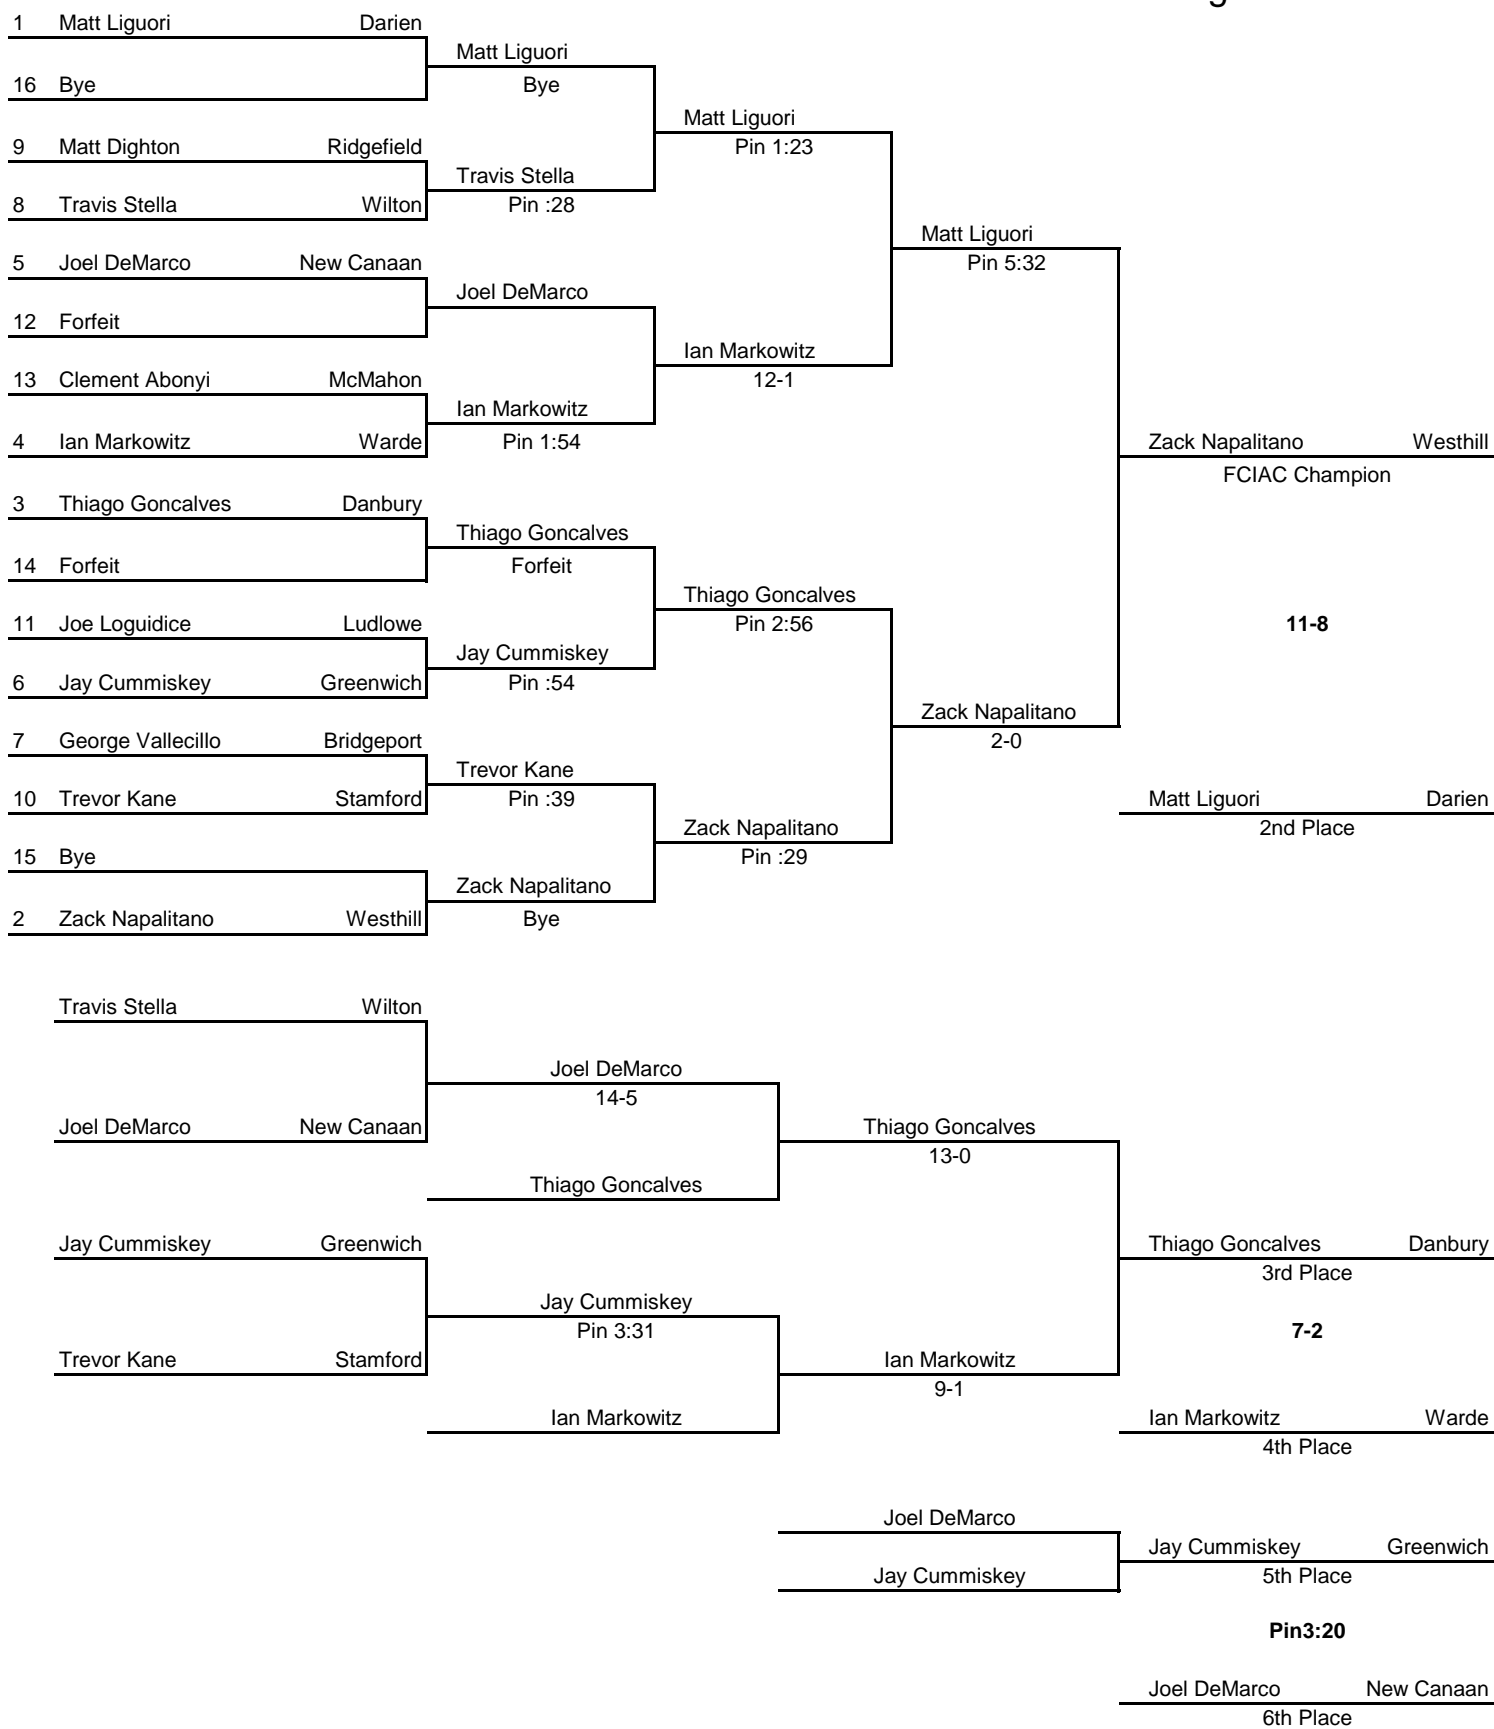 1 Matt Liguori Darien
Matt Liguori
16 Bye Bye
Matt Liguori
9 Matt Dighton Ridgefield Pin 1:23
Travis Stella
8 Travis Stella Wilton Pin :28
Matt Liguori
5 Joel DeMarco New Canaan Pin 5:32
Joel DeMarco
12 Forfeit
Ian Markowitz
13 Clement Abonyi McMahon 12-1
Ian Markowitz
4 Ian Markowitz Warde Pin 1:54 Zack Napalitano Westhill
FCIAC Champion
3 Thiago Goncalves Danbury
Thiago Goncalves
14 Forfeit Forfeit
Thiago Goncalves
11 Joe Loguidice Ludlowe Pin 2:56 11-8
Jay Cummiskey
6 Jay Cummiskey Greenwich Pin :54
Zack Napalitano
7 George Vallecillo Bridgeport 2-0
Trevor Kane
10 Trevor Kane Stamford Pin :39 Matt Liguori Darien
Zack Napalitano 2nd Place
15 Bye Pin :29
Zack Napalitano
2 Zack Napalitano Westhill Bye
Travis Stella Wilton
Joel DeMarco
14-5
Joel DeMarco New Canaan Thiago Goncalves
13-0
Thiago Goncalves
Jay Cummiskey Greenwich Thiago Goncalves Danbury
3rd Place
Jay Cummiskey
Pin 3:31 7-2
Trevor Kane Stamford Ian Markowitz
9-1
Ian Markowitz Ian Markowitz Warde
4th Place
Joel DeMarco
Jay Cummiskey Greenwich
Jay Cummiskey 5th Place
Pin3:20
Joel DeMarco New Canaan
6th Place